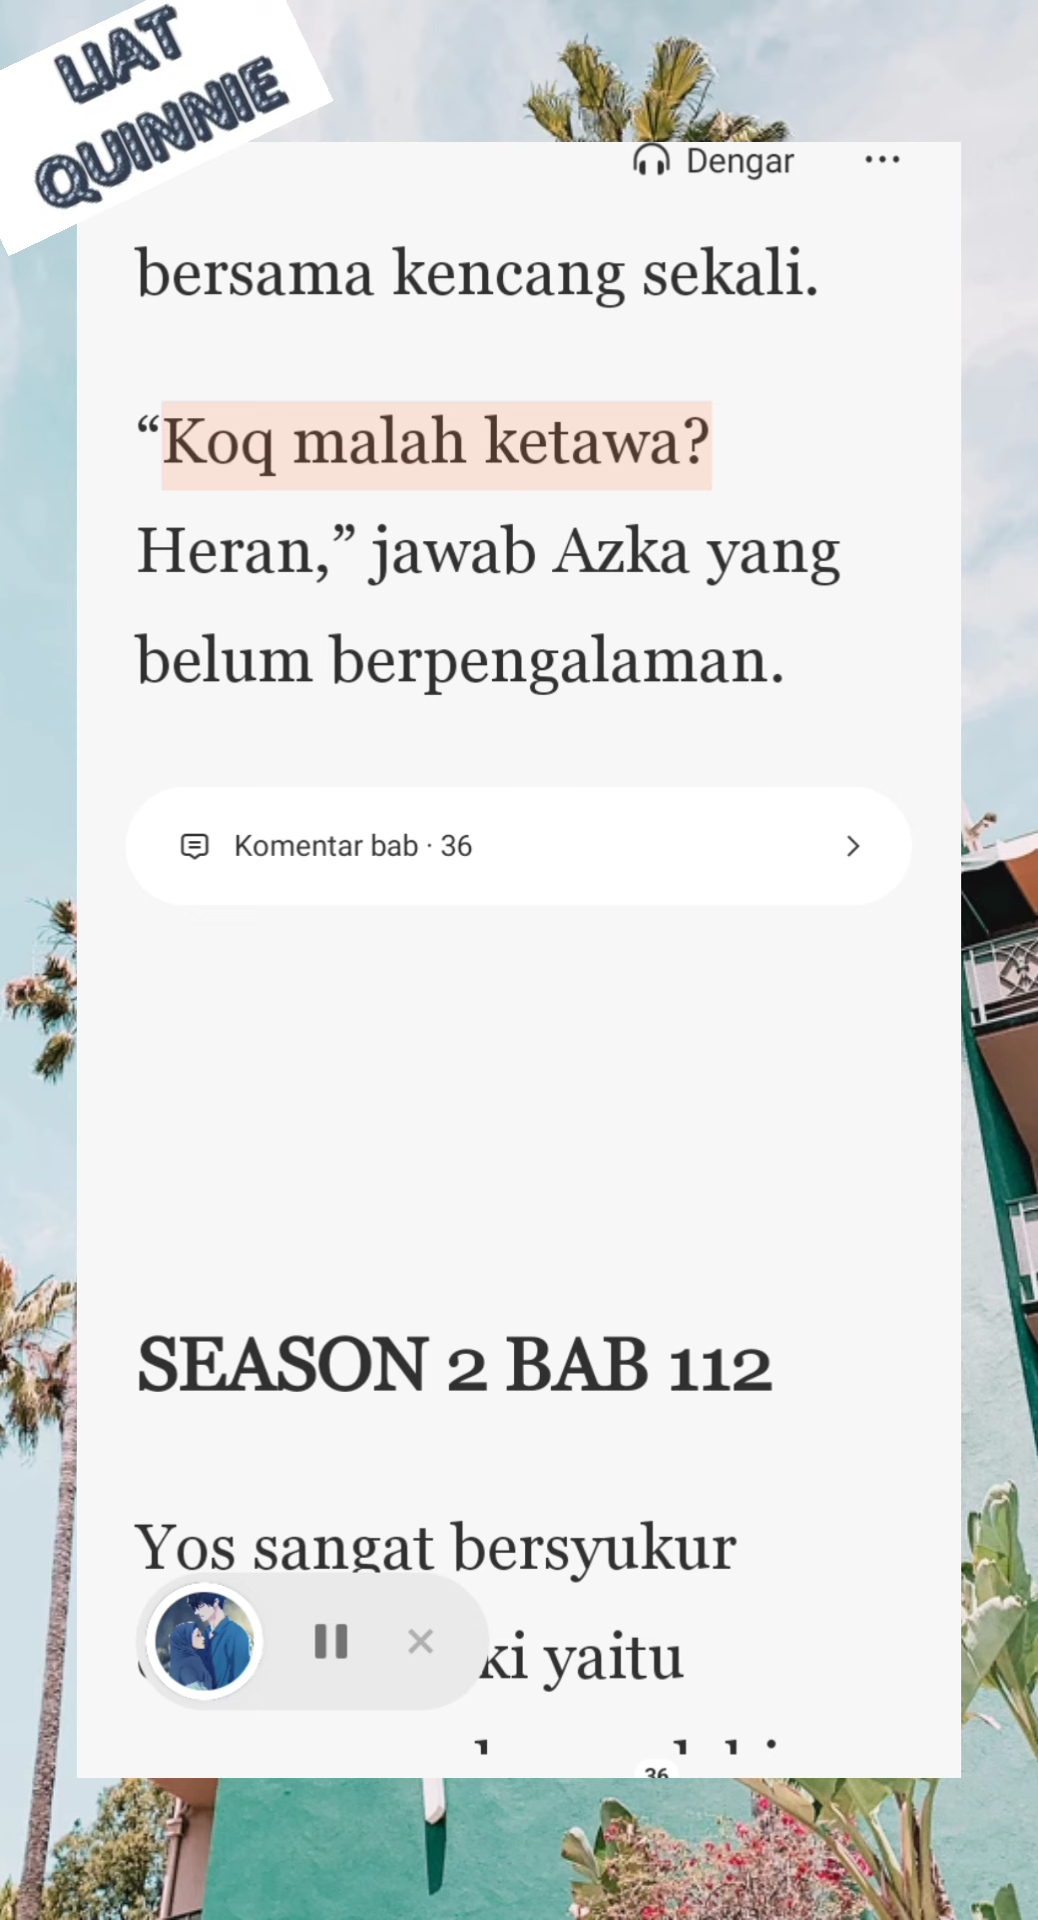 LIAT
QUINNIE
Dengar
bersama kencang sekali.
“Koq malah ketawa?
Heran,” jawab Azka yang
belum berpengalaman.
Komentar bab · 36
SEASON 2 BAB 112
Yos sangat bersyukur
yaitu
36